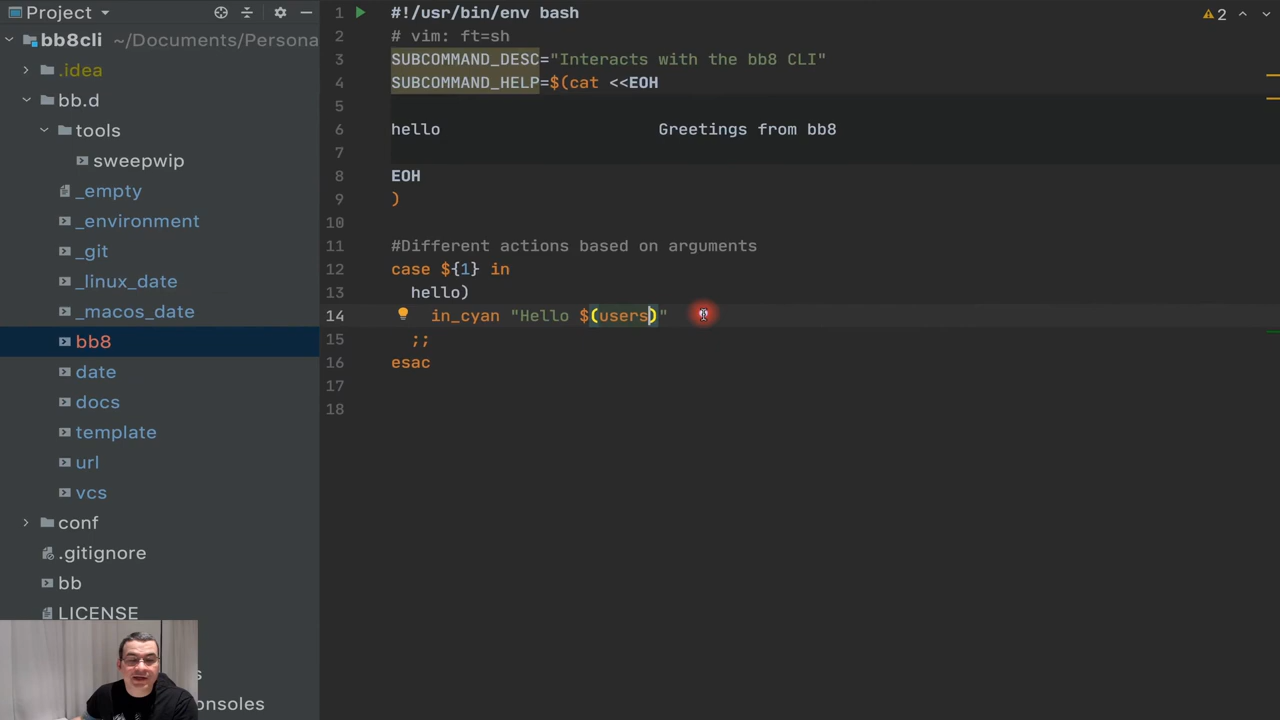 Project
bb8cli ~/Documents/Persona
.idea
bb.d
tools
sweepwip
_empty
_environment
_git
_linux_date
_macos_date
bb8
date
docs
template
url
vcs
conf
.gitignore
bb
LICENSE
s
onsoles
1 #!/usr/bin/env bash
2 # vim: ft=sh
3 SUBCOMMAND_DESC="Interacts with the bb8 CLI"
4 SUBCOMMAND_HELP=$(cat <<EOH
5
6 hello Greetings from bb8
7
8 EOH
9 )
10
11 #Different actions based on arguments
12 case ${1} in
13 hello)
14 in_cyan "Hello $(users)"
15 ;;
16 esac
17
18
2